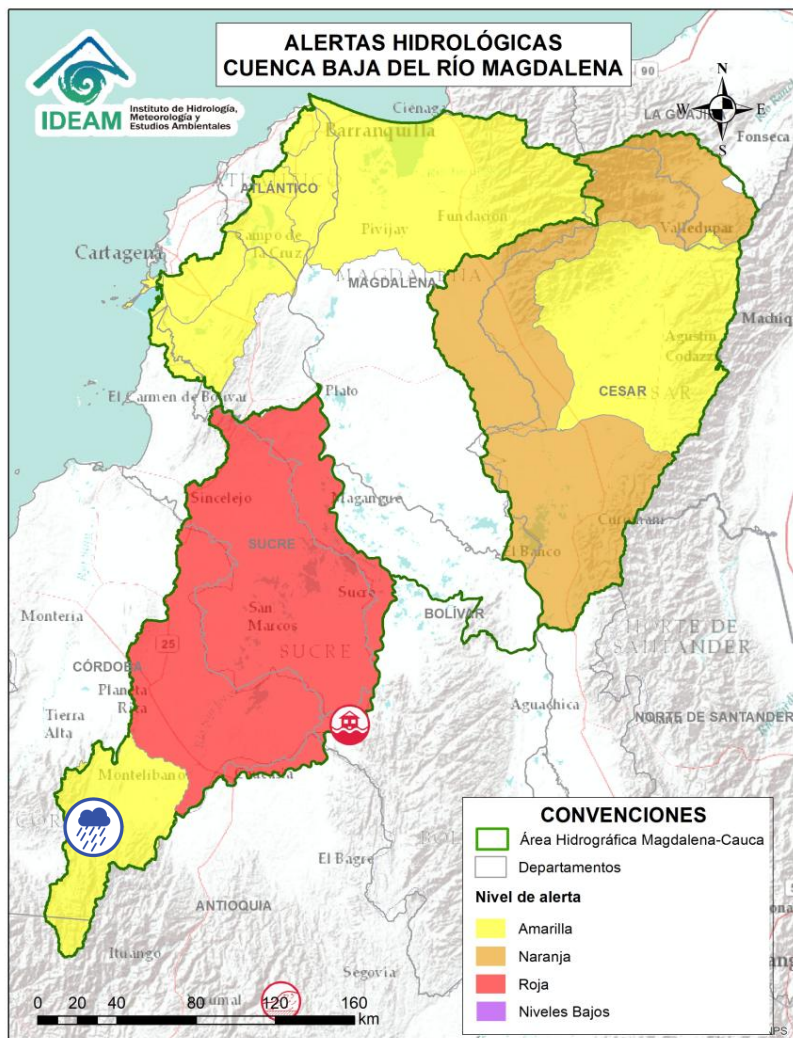 ALERTAS HIDROLÓGICAS
CUENCA BAJA DEL RÍO MAGDALENA
IDEAM
Instituto de Hidrología,
Meteorología y
Estudios Ambientales
90
N
W
E
S
LA GUAJIRA
Fonseca
Ciénaga
Barranquilla
ATLÁNTICO
Valledupar
Fundación
Pivijay
Campo de
la Cruz
Cartagena
MAGDALENA
MAGDALENA
Machiq
Agustín
Codazzi
CESAR
El Carmen de Bolívar
Plato
Sincelejo
Magangue
Curumaní
El Banco
SUCRE
Sucre
San
Marcos
BOLÍVAR
Montería
25
SUCRE
NORTE DE
SANTANDER
CÓRDOBA
Planeta
Rica
Tierra
Alta
Aguachica
NORTE DE SANTANDER
Montelibano
Caucasia
El Bagre
ANTIOQUIA
Ituango
Segovia
CONVENCIONES
Área Hidrográfica Magdalena-Cauca
Departamentos
Nivel de alerta
Amarilla
Naranja
Roja
Niveles Bajos
0 20 40 80 120 160
km